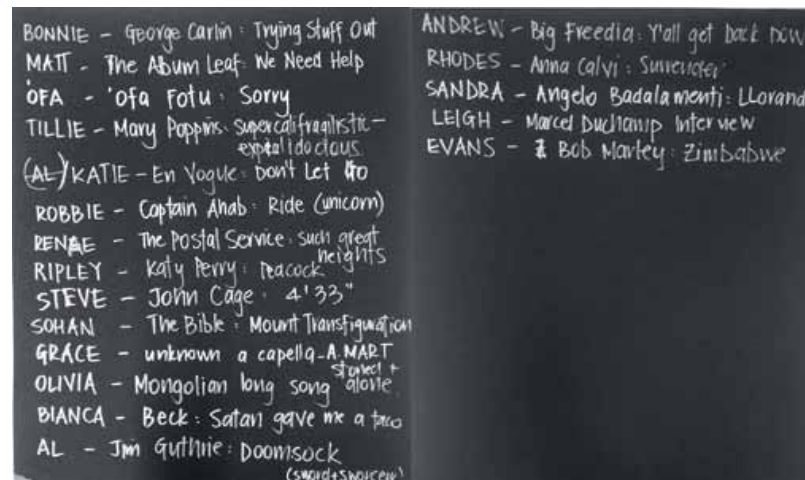 BONNIE - George Carlin: Trying Stuff Out
MATT - The Abum Leaf: We Need Help
'OFA - 'Ofa Fotu: Sorry
TILLIE - Mary Poppins: supercalifragilistic-
expialidocious
(AL) KATIE - En Vogue: Don't Let Go
ROBBIE - Captain Ahab: Ride (unicorn)
RENAE - The Postal Service: such great
heights
RIPLEY - Katy Perry: Peacock
STEVE - John Cage: 4'33"
SOHAN - The Bible: Mount Transfiguration
GRACE - unknown a capella - A.MART
stoned +
alone
OLIVIA - Mongolian long song
BIANCA - Beck: Satan gave me a taco
AL - Jim Guthrie: Doomsock
(sword + sworcery)
ANDREW - Big Freedia: Y'all get back now
RHODES - Anna Calvi: Surrender
SANDRA - Angelo Badalamenti: Llorand
LEIGH - Marcel Duchamp Interview
EVANS - Bob Marley: Zimbabwe